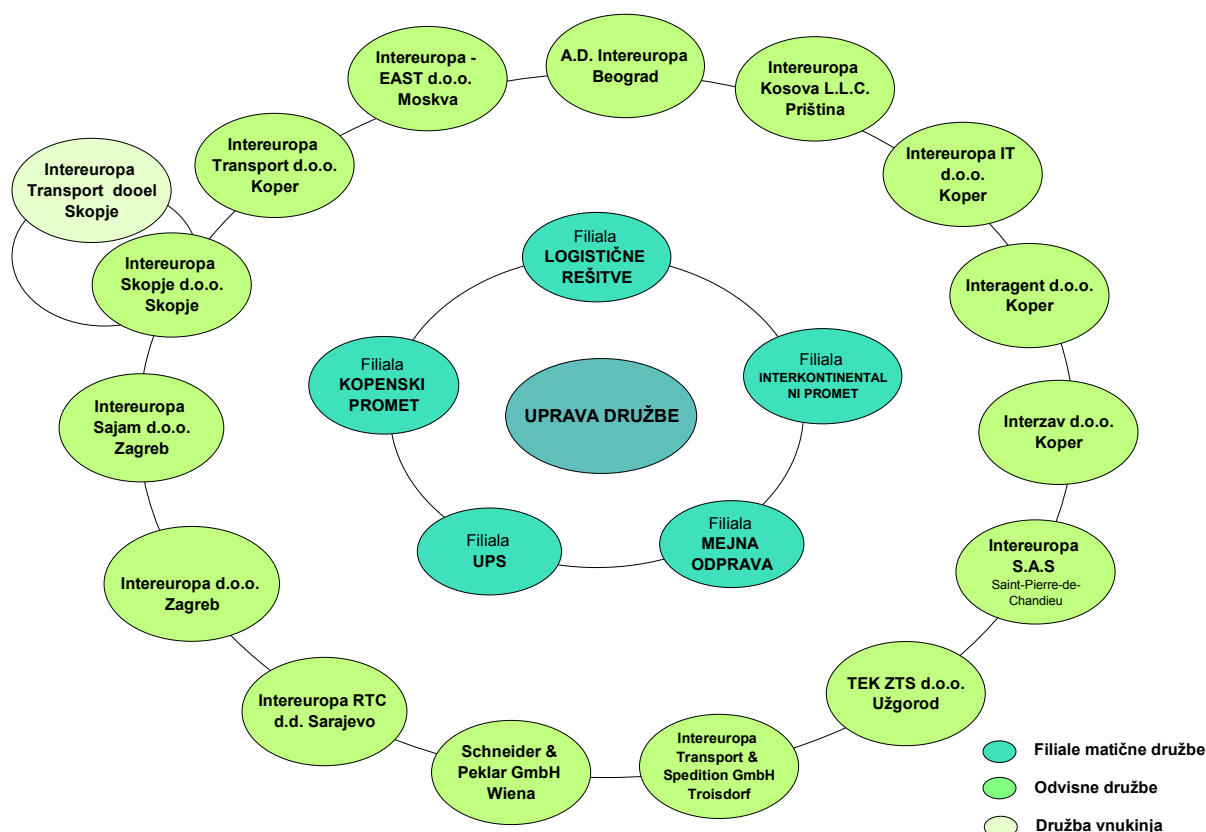 A.D. Intereuropa
Beograd
Intereuropa -
EAST d.o.o.
Moskva
Intereuropa
Kosova L.L.C.
Priština
Intereuropa
Transport d.o.o.
Koper
Intereuropa IT
d.o.o.
Koper
Intereuropa
Transport dooel
Skopje
Intereuropa
Skopje d.o.o.
Skopje
Filiala
LOGISTIČNE
REŠITVE
Interagent d.o.o.
Koper
Filiala
KOPENSKI
PROMET
Filiala
INTERKONTINENTAL
NI PROMET
UPRAVA DRUŽBE
Intereuropa
Sajam d.o.o.
Zagreb
Interzav d.o.o.
Koper
Filiala
UPS
Filiala
MEJNA
ODPRAVA
Intereuropa d.o.o.
Zagreb
Intereuropa
S.A.S
Saint-Pierre-de-
Chandieu
Intereuropa RTC
d.d. Sarajevo
TEK ZTS d.o.o.
Užgorod
Schneider &
Peklar GmbH
Wiena
Intereuropa
Transport &
Spedition GmbH
Troisdorf
Filiale matične družbe
Odvisne družbe
Družba vnukinja